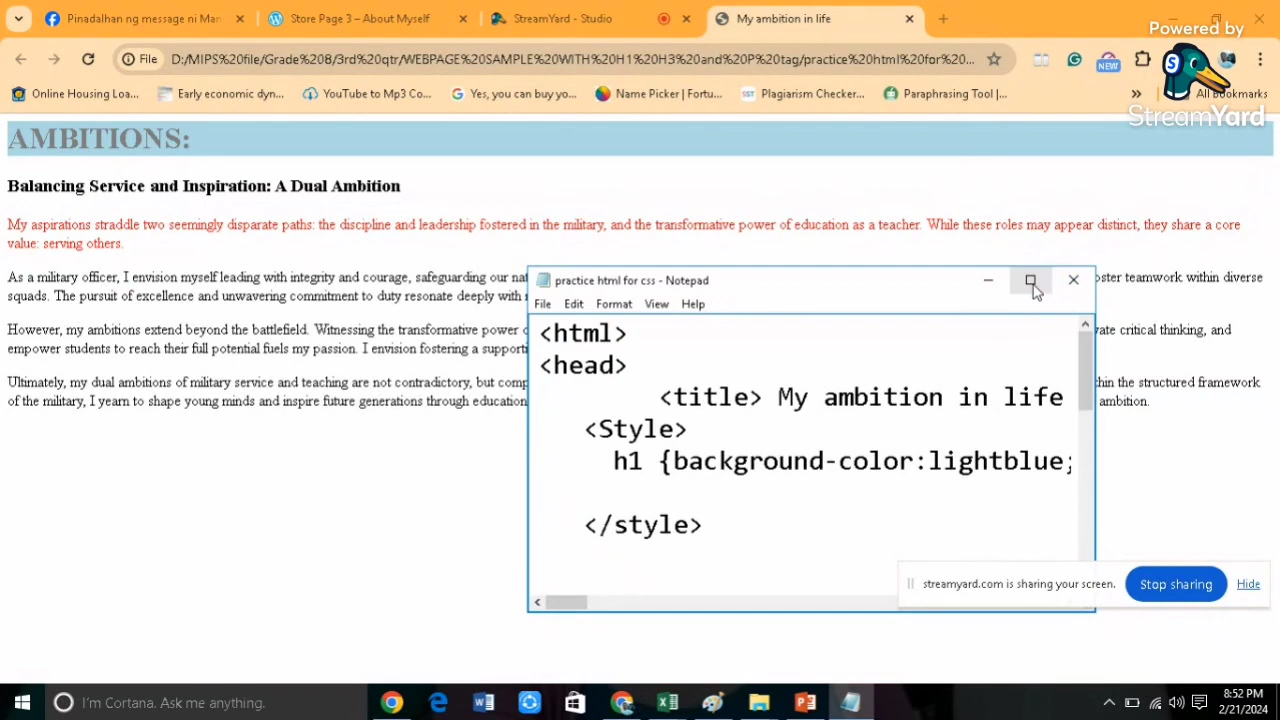 Pinadalhan ng message ni Man
Store Page 3 – About Myself
StreamYard - Studio
My ambition in life
Powered by
StreamYard
File
D:/MIPS%20file/Grade%208/3rd%20qtr/WEBPAGE%20SAMPLE%20WITH%20H1%20H3%20and%20P%20tag/practice%20html%20for%20...
NEW
Online Housing Loa...
Early economic dyn...
YouTube to Mp3 Co...
Yes, you can buy yo...
Name Picker | Fortu...
SST
Plagiarism Checker...
Paraphrasing Tool |...
All Bookmarks
AMBITIONS:
Balancing Service and Inspiration: A Dual Ambition
My aspirations straddle two seemingly disparate paths: the discipline and leadership fostered in the military, and the transformative power of education as a teacher. While these roles may appear distinct, they share a core
value: serving others.
As a military officer, I envision myself leading with integrity and courage, safeguarding our nat
oster teamwork within diverse
squads. The pursuit of excellence and unwavering commitment to duty resonate deeply with
However, my ambitions extend beyond the battlefield. Witnessing the transformative power
vate critical thinking, and
empower students to reach their full potential fuels my passion. I envision fostering a supporti
Ultimately, my dual ambitions of military service and teaching are not contradictory, but comp
hin the structured framework
of the military, I yearn to shape young minds and inspire future generations through education
ambition.
practice html for css - Notepad
File Edit Format View Help
<html>
<head>
<title> My ambition in life
<Style>
h1 {background-color:lightblue;
</style>
streamyard.com is sharing your screen.
Stop sharing
Hide
I'm Cortana. Ask me anything.
8:52 PM
2/21/2024